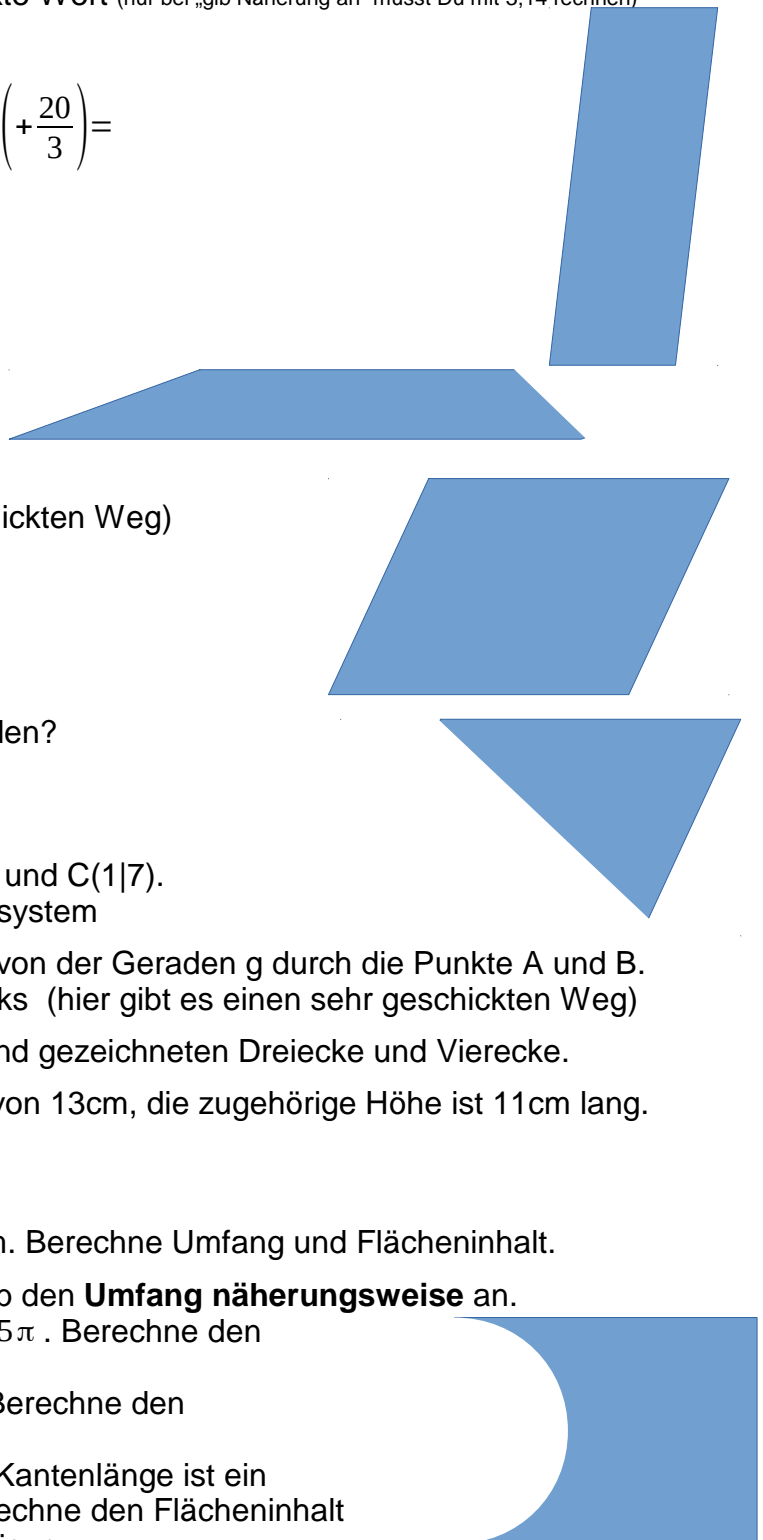 Wort (nur bei „gib Näherung an“ musst Du mit 3,14 rechnen)
(+20/3)=
ickten Weg)
den?
und C(1|7).
system
von der Geraden g durch die Punkte A und B.
ks (hier gibt es einen sehr geschickten Weg)
nd gezeichneten Dreiecke und Vierecke.
von 13cm, die zugehörige Höhe ist 11cm lang.
n. Berechne Umfang und Flächeninhalt.
den Umfang näherungsweise an.
5π . Berechne den
Berechne den
Kantenlänge ist ein
echne den Flächeninhalt